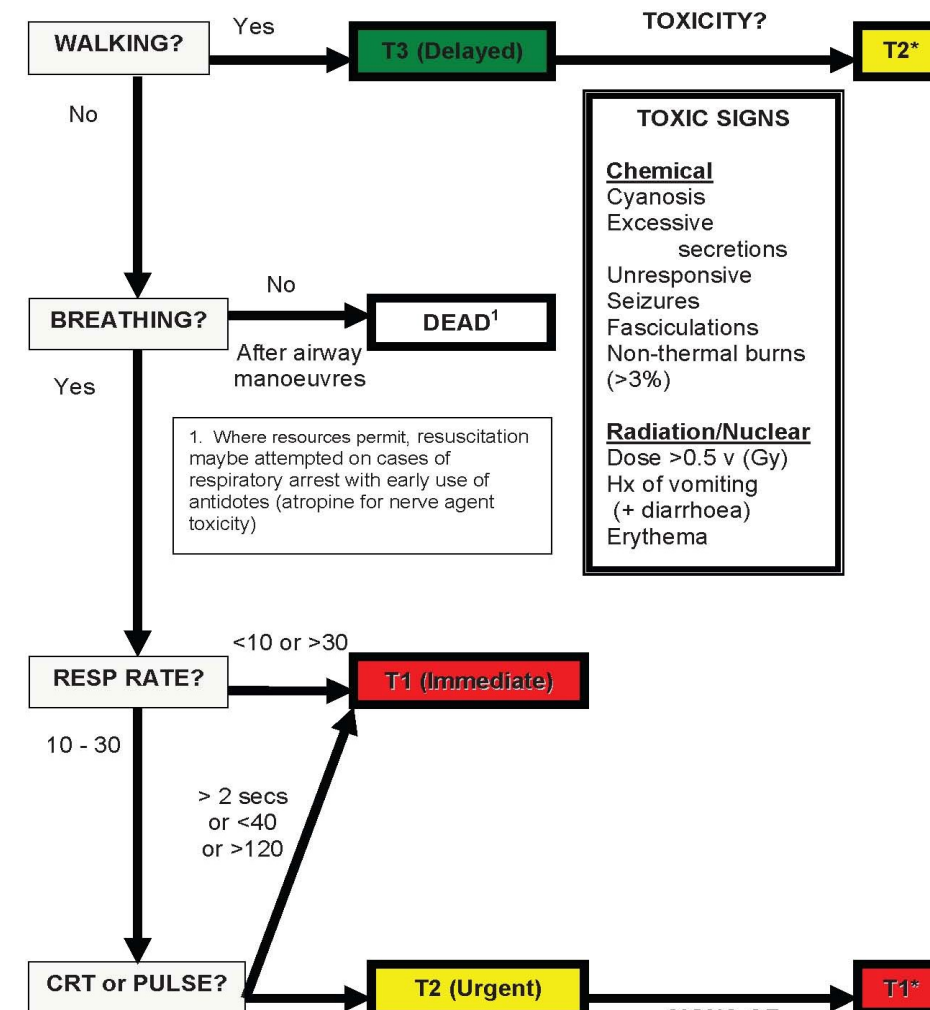 WALKING?
Yes
T3 (Delayed)
TOXICITY?
T2*
No
TOXIC SIGNS
Chemical
Cyanosis
Excessive
secretions
Unresponsive
Seizures
Fasciculations
Non-thermal burns
(>3%)
Radiation/Nuclear
Dose >0.5 v (Gy)
Hx of vomiting
(+ diarrhoea)
Erythema
BREATHING?
No
After airway
manoeuvres
DEAD1
Yes
1. Where resources permit, resuscitation
maybe attempted on cases of
respiratory arrest with early use of
antidotes (atropine for nerve agent
toxicity)
RESP RATE?
<10 or >30
T1 (Immediate)
10 - 30
> 2 secs
or <40
or >120
CRT or PULSE?
T2 (Urgent)
T1*